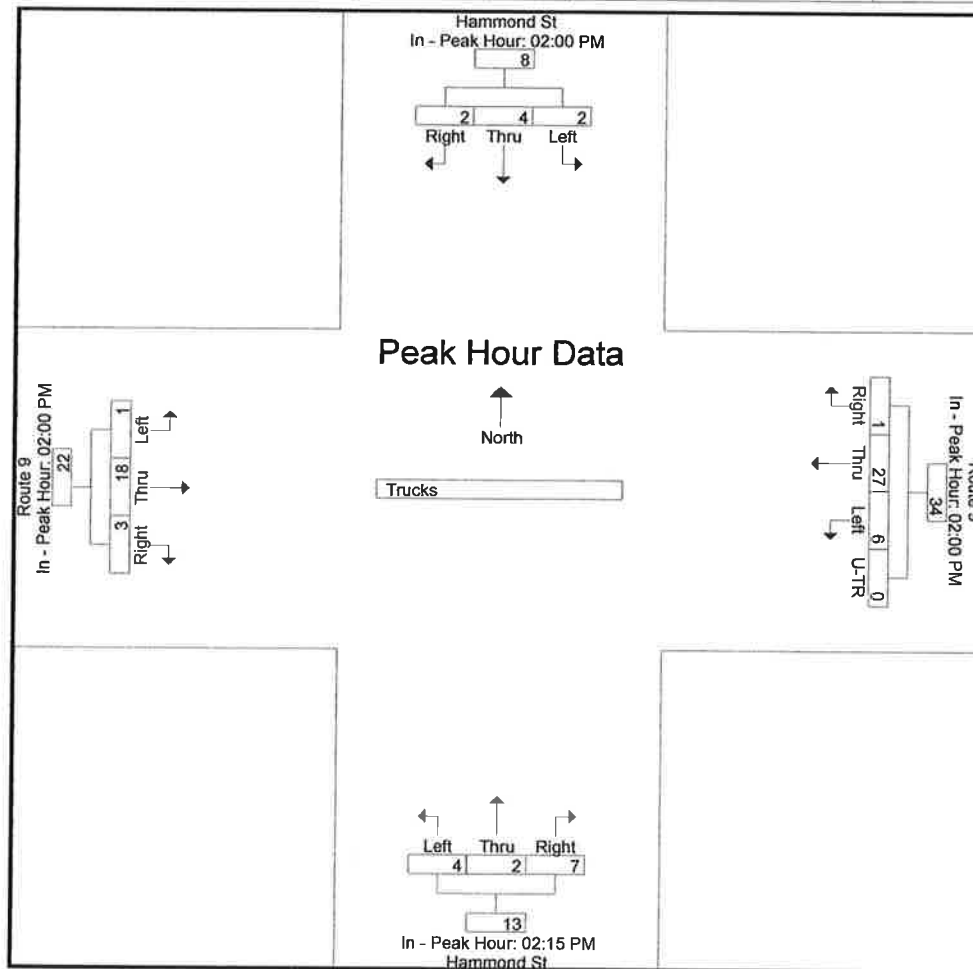 Hammond St
In - Peak Hour: 02:00 PM
8
2 4 2
Right Thru Left
Peak Hour Data
North
Trucks
Route 9
In - Peak Hour: 02:00 PM
22
1 18 3
Left Thru Right
In - Peak Hour: 02:00 PM
34
1 27 6 0
Right Thru Left U-TR
Left Thru Right
4 2 7
13
In - Peak Hour: 02:15 PM
Hammond St